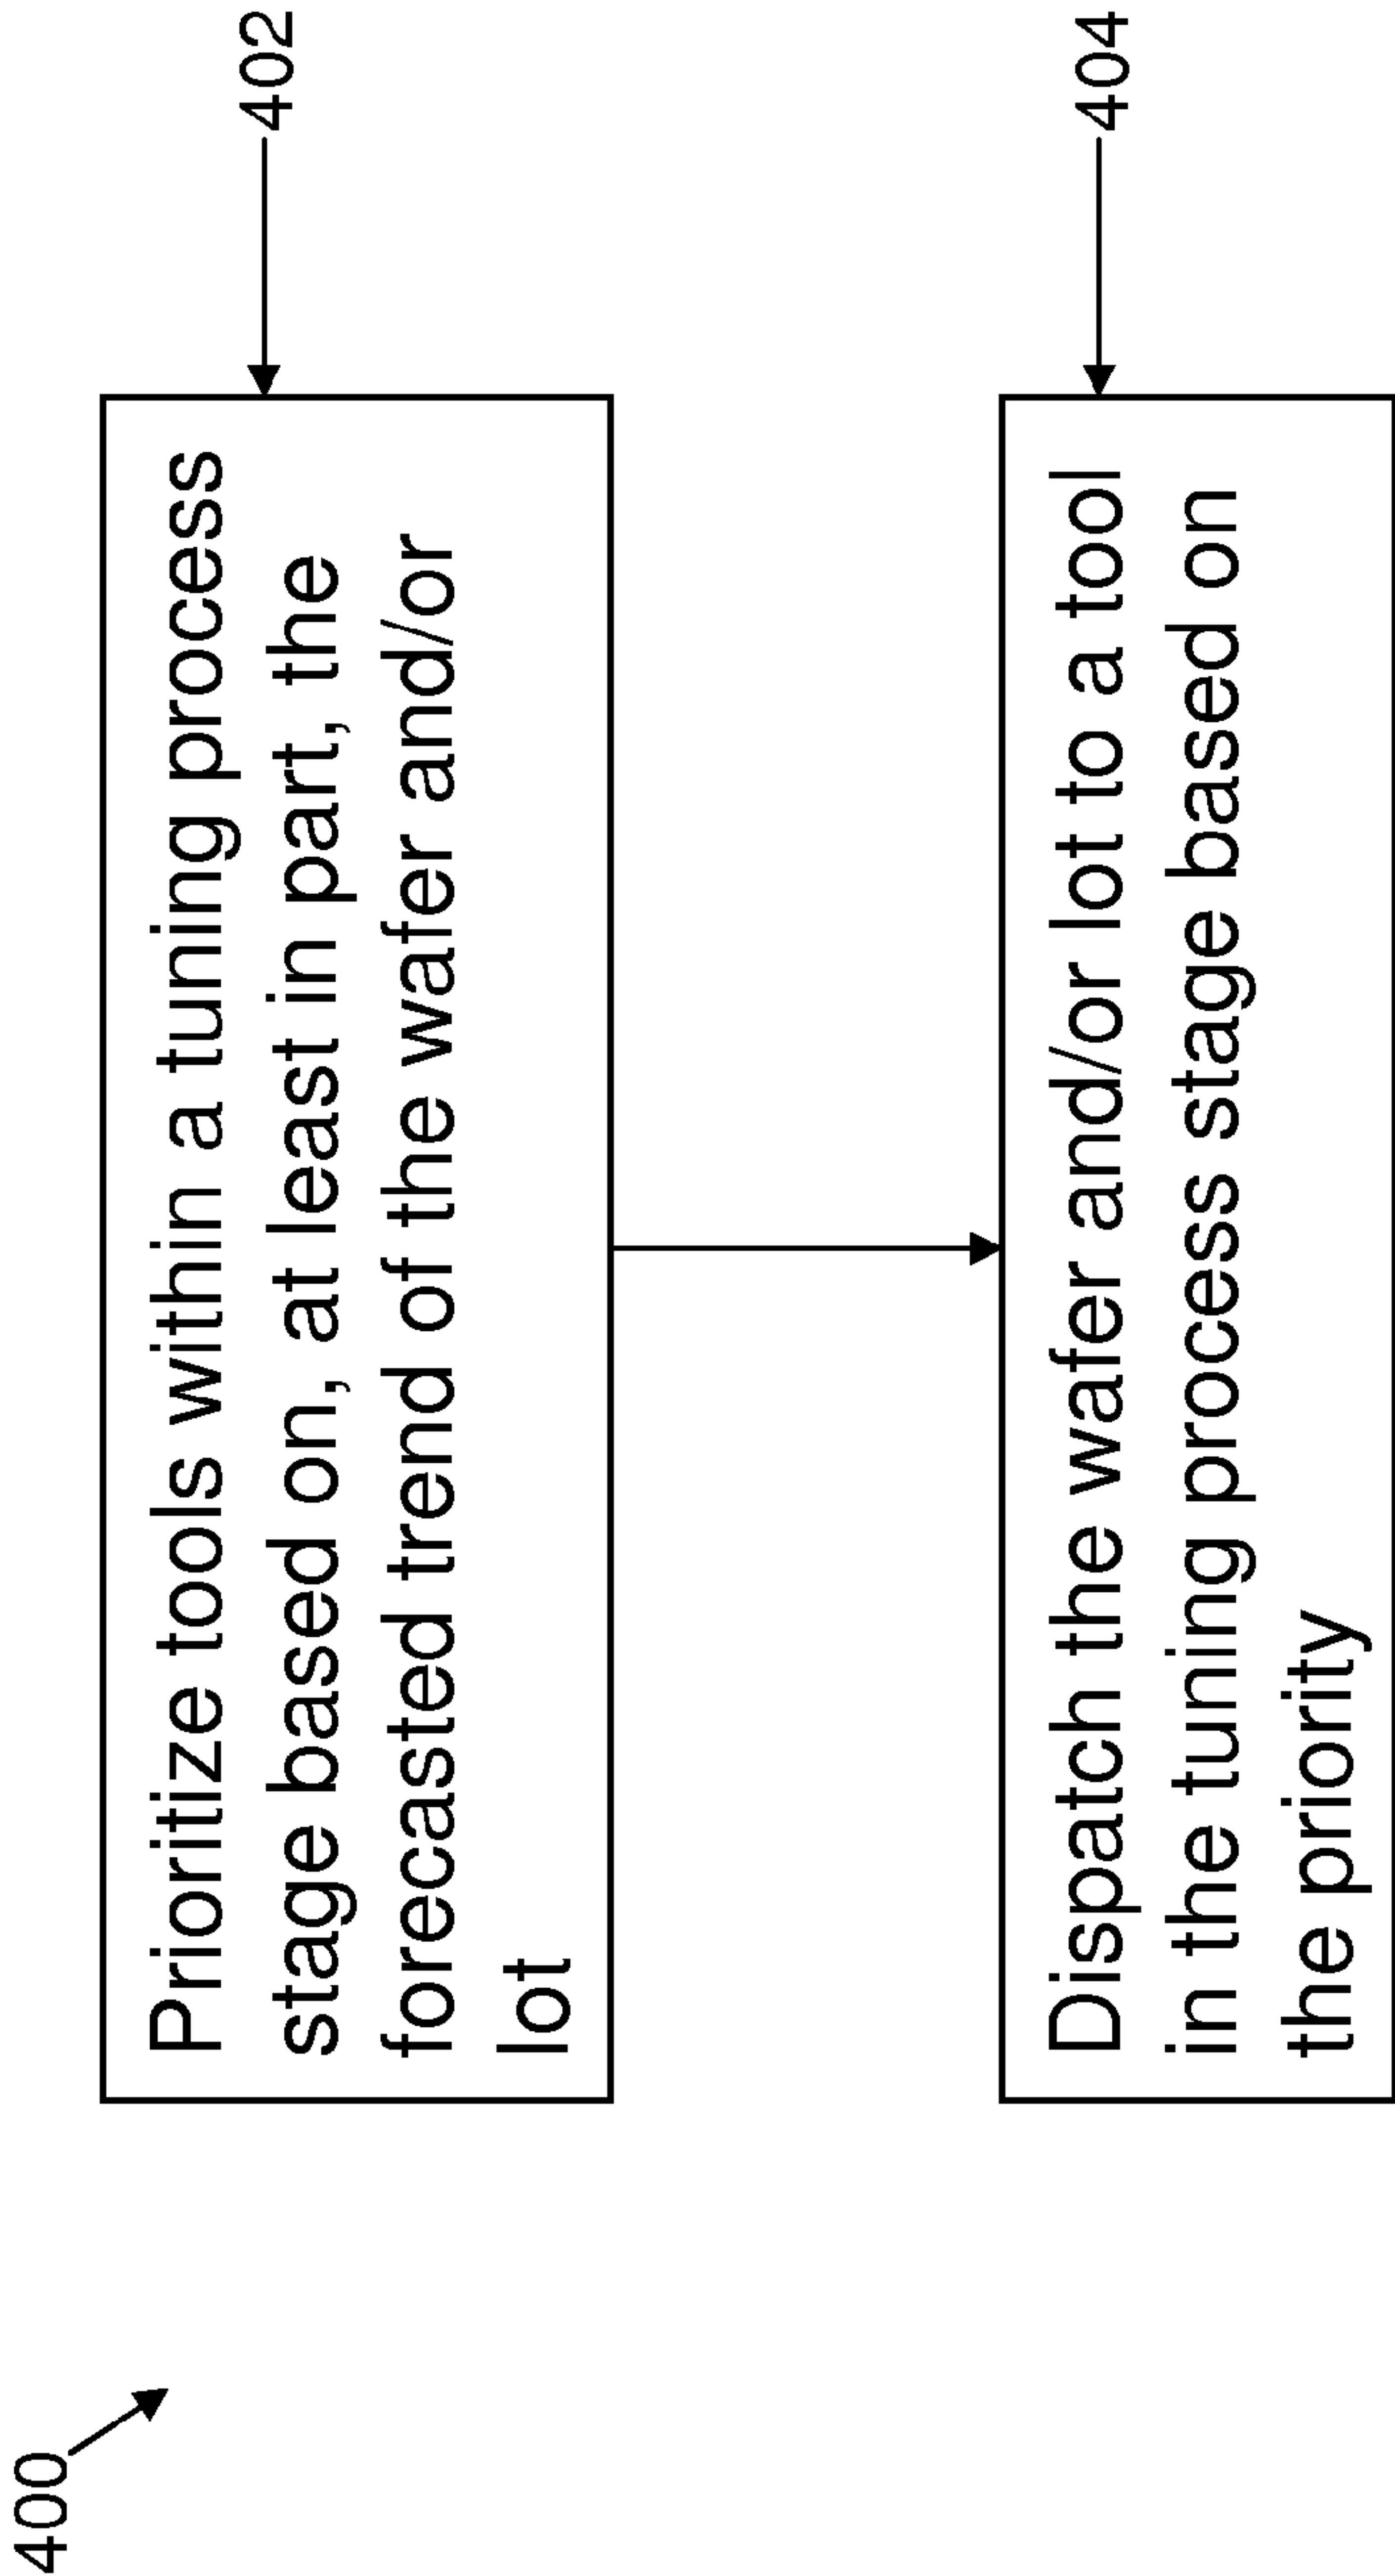 400
Prioritize tools within a tuning process
stage based on, at least in part, the
forecasted trend of the wafer and/or
lot
402
Dispatch the wafer and/or lot to a tool
in the tuning process stage based on
the priority
404